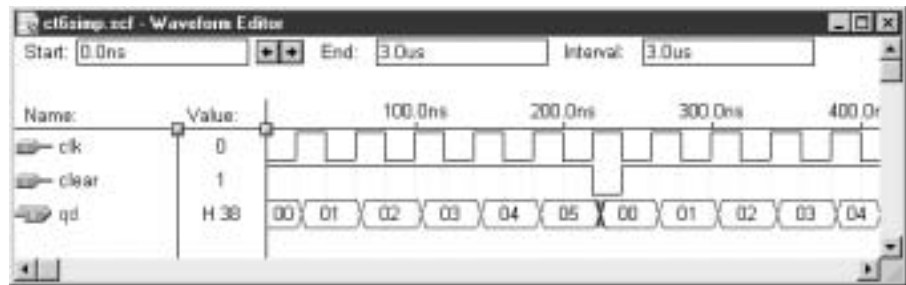 ct6simp.scf - Waveform Editor
Start: 0.0ns End: 3.0us Interval: 3.0us
Name: Value: 100.0ns 200.0ns 300.0ns 400.0n
clk 0
clear 1
qd H 38 00 01 02 03 04 05 00 01 02 03 04